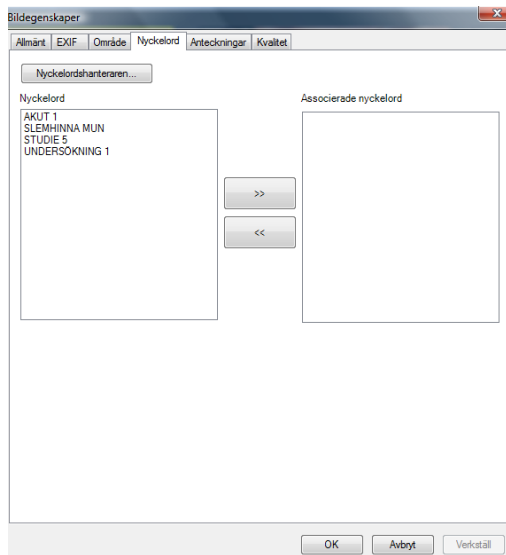 Bildegenskaper
Allmänt EXIF Område Nyckelord Anteckningar Kvalitet
Nyckelordshanteraren...
Nyckelord Associerade nyckelord
AKUT 1
SLEMHINNA MUN
STUDIE 5
UNDERSÖKNING 1
>>
<<
OK Avbryt Verkställ